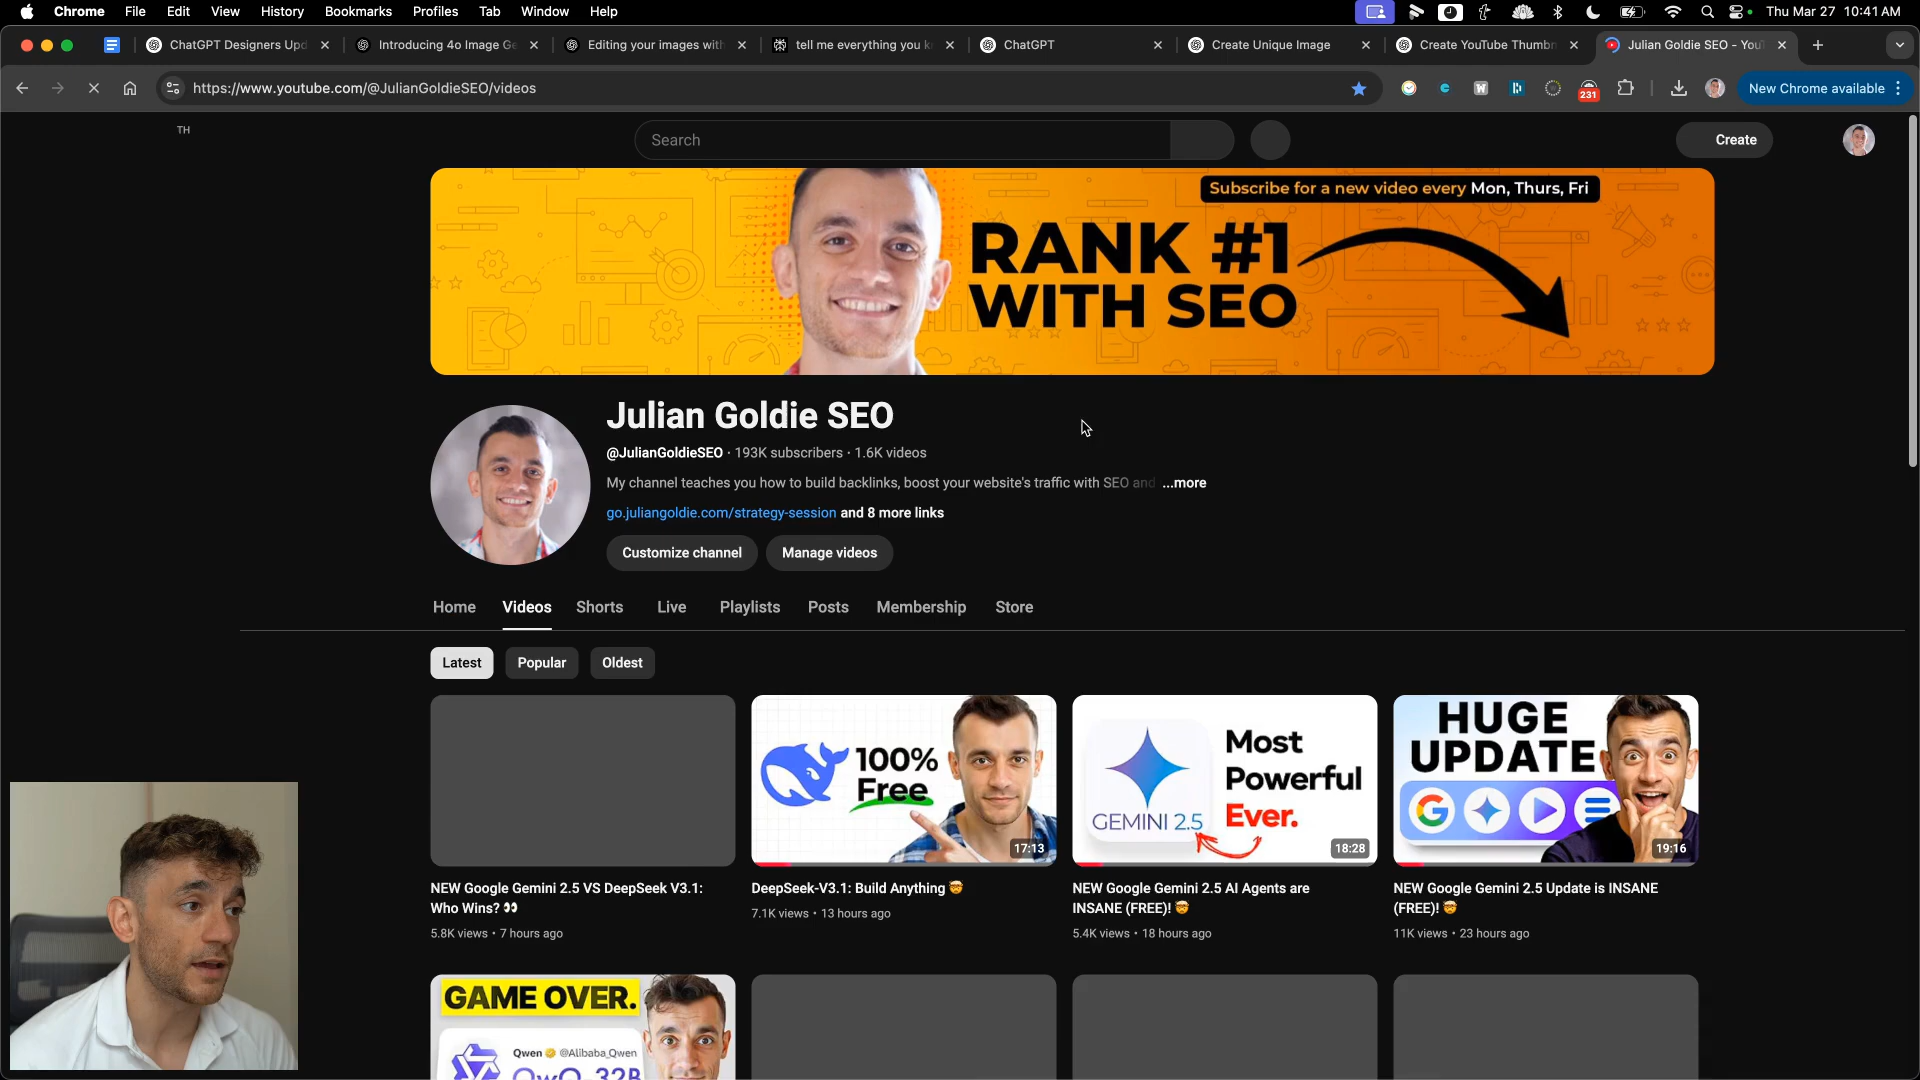 Chrome File Edit View History Bookmarks Profiles Tab Window Help Thu Mar 27 10:41 AM
ChatGPT Designers Upd Introducing 4o Image Ge Editing your images with tell me everything you k ChatGPT Create Unique Image Create YouTube Thumbn Julian Goldie SEO - YouT
https://www.youtube.com/@JulianGoldieSEO/videos 231 New Chrome available
TH
Search
Create
Subscribe for a new video every Mon, Thurs, Fri
RANK #1
WITH SEO
Julian Goldie SEO
@JulianGoldieSEO · 193K subscribers · 1.6K videos
My channel teaches you how to build backlinks, boost your website's traffic with SEO and ...more
go.juliangoldie.com/strategy-session and 8 more links
Customize channel Manage videos
Home Videos Shorts Live Playlists Posts Membership Store
Latest Popular Oldest
100%
Free
17:13
GEMINI 2.5
Most
Powerful
Ever.
18:28
HUGE
UPDATE
19:16
NEW Google Gemini 2.5 VS DeepSeek V3.1:
Who Wins? 👀
5.8K views · 7 hours ago
DeepSeek-V3.1: Build Anything 🤯
7.1K views · 13 hours ago
NEW Google Gemini 2.5 AI Agents are
INSANE (FREE)! 🤯
5.4K views · 18 hours ago
NEW Google Gemini 2.5 Update is INSANE
(FREE)! 🤯
11K views · 23 hours ago
GAME OVER.
Qwen @Alibaba_Qwen
QwQ-32B